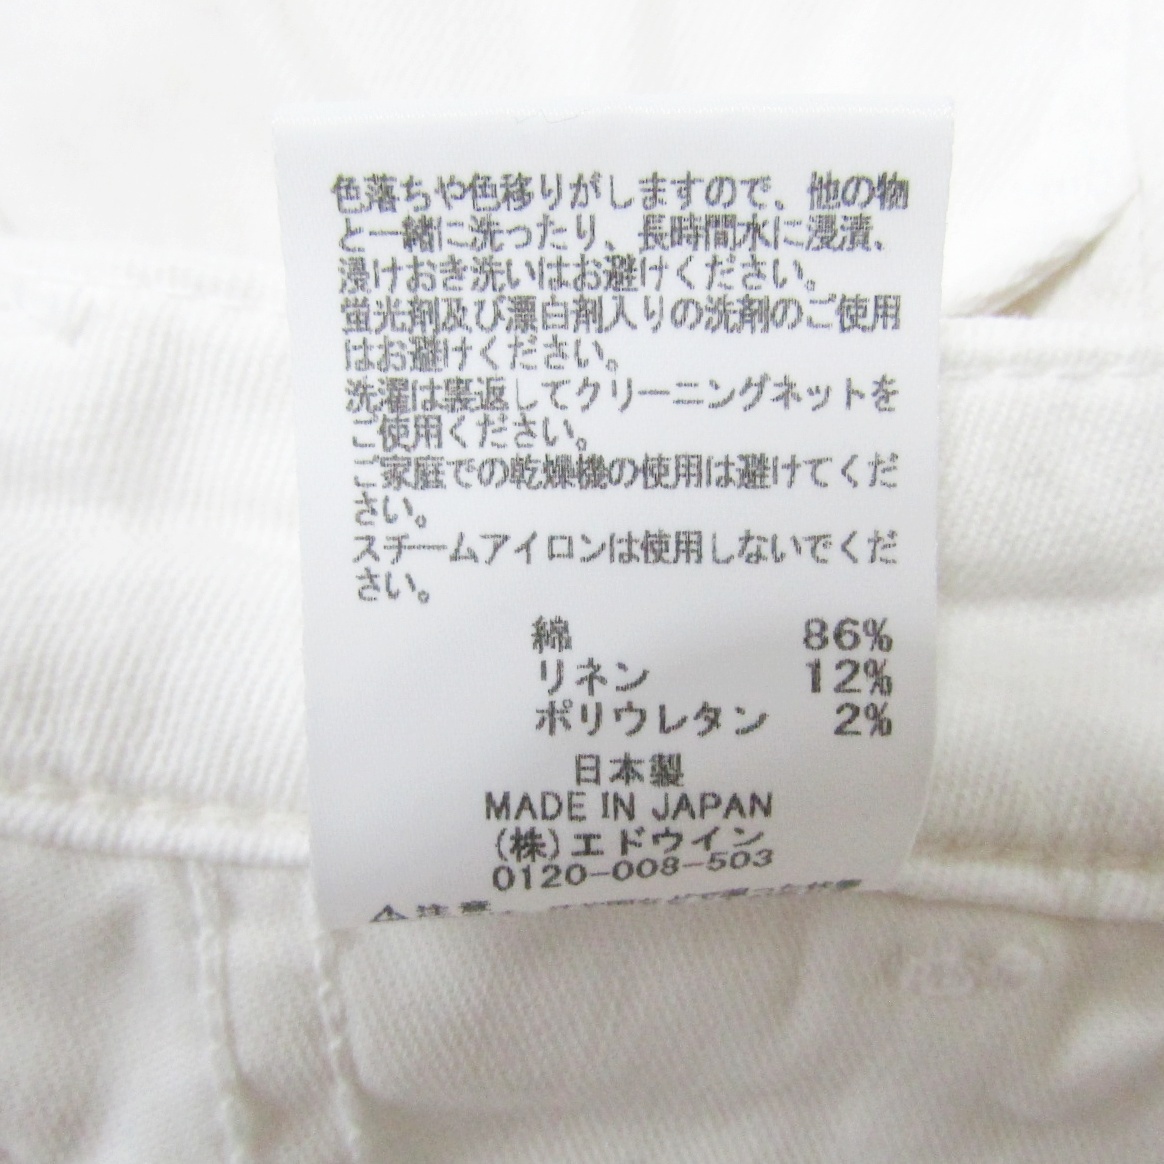 色落ちや色移りがしますので、他の物
と一緒に洗ったり、長時間水に浸漬、
浸けおき洗いはお避けください。
蛍光剤及び漂白剤入りの洗剤のご使用
はお避けください。
洗濯は裏返してクリーニングネットを
ご使用ください。
ご家庭での乾燥機の使用は避けてくだ
さい。
スチームアイロンは使用しないでくだ
さい。
綿 86%
リネン 12%
ポリウレタン 2%
日本製
MADE IN JAPAN
(株)エドウイン
0120-008-503
⚠注意